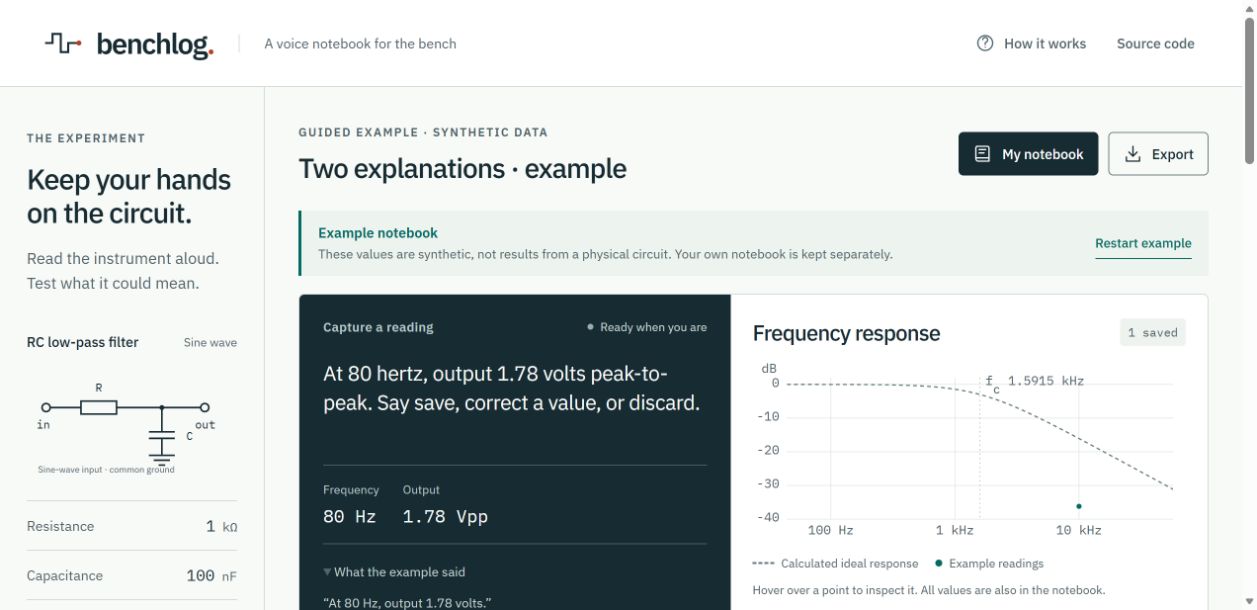 benchlog.
A voice notebook for the bench
How it works
Source code
THE EXPERIMENT
Keep your hands
on the circuit.
Read the instrument aloud.
Test what it could mean.
RC low-pass filter
Sine wave
R
in
out
C
Sine-wave input · common ground
Resistance
1 kΩ
Capacitance
100 nF
GUIDED EXAMPLE · SYNTHETIC DATA
Two explanations · example
My notebook
Export
Example notebook
These values are synthetic, not results from a physical circuit. Your own notebook is kept separately.
Restart example
Capture a reading
Ready when you are
At 80 hertz, output 1.78 volts peak-to-
peak. Say save, correct a value, or discard.
Frequency
Output
80 Hz
1.78 Vpp
What the example said
“At 80 Hz, output 1.78 volts.”
Frequency response
1 saved
dB
0
fc 1.5915 kHz
-10
-20
-30
-40
100 Hz
1 kHz
10 kHz
Calculated ideal response
Example readings
Hover over a point to inspect it. All values are also in the notebook.